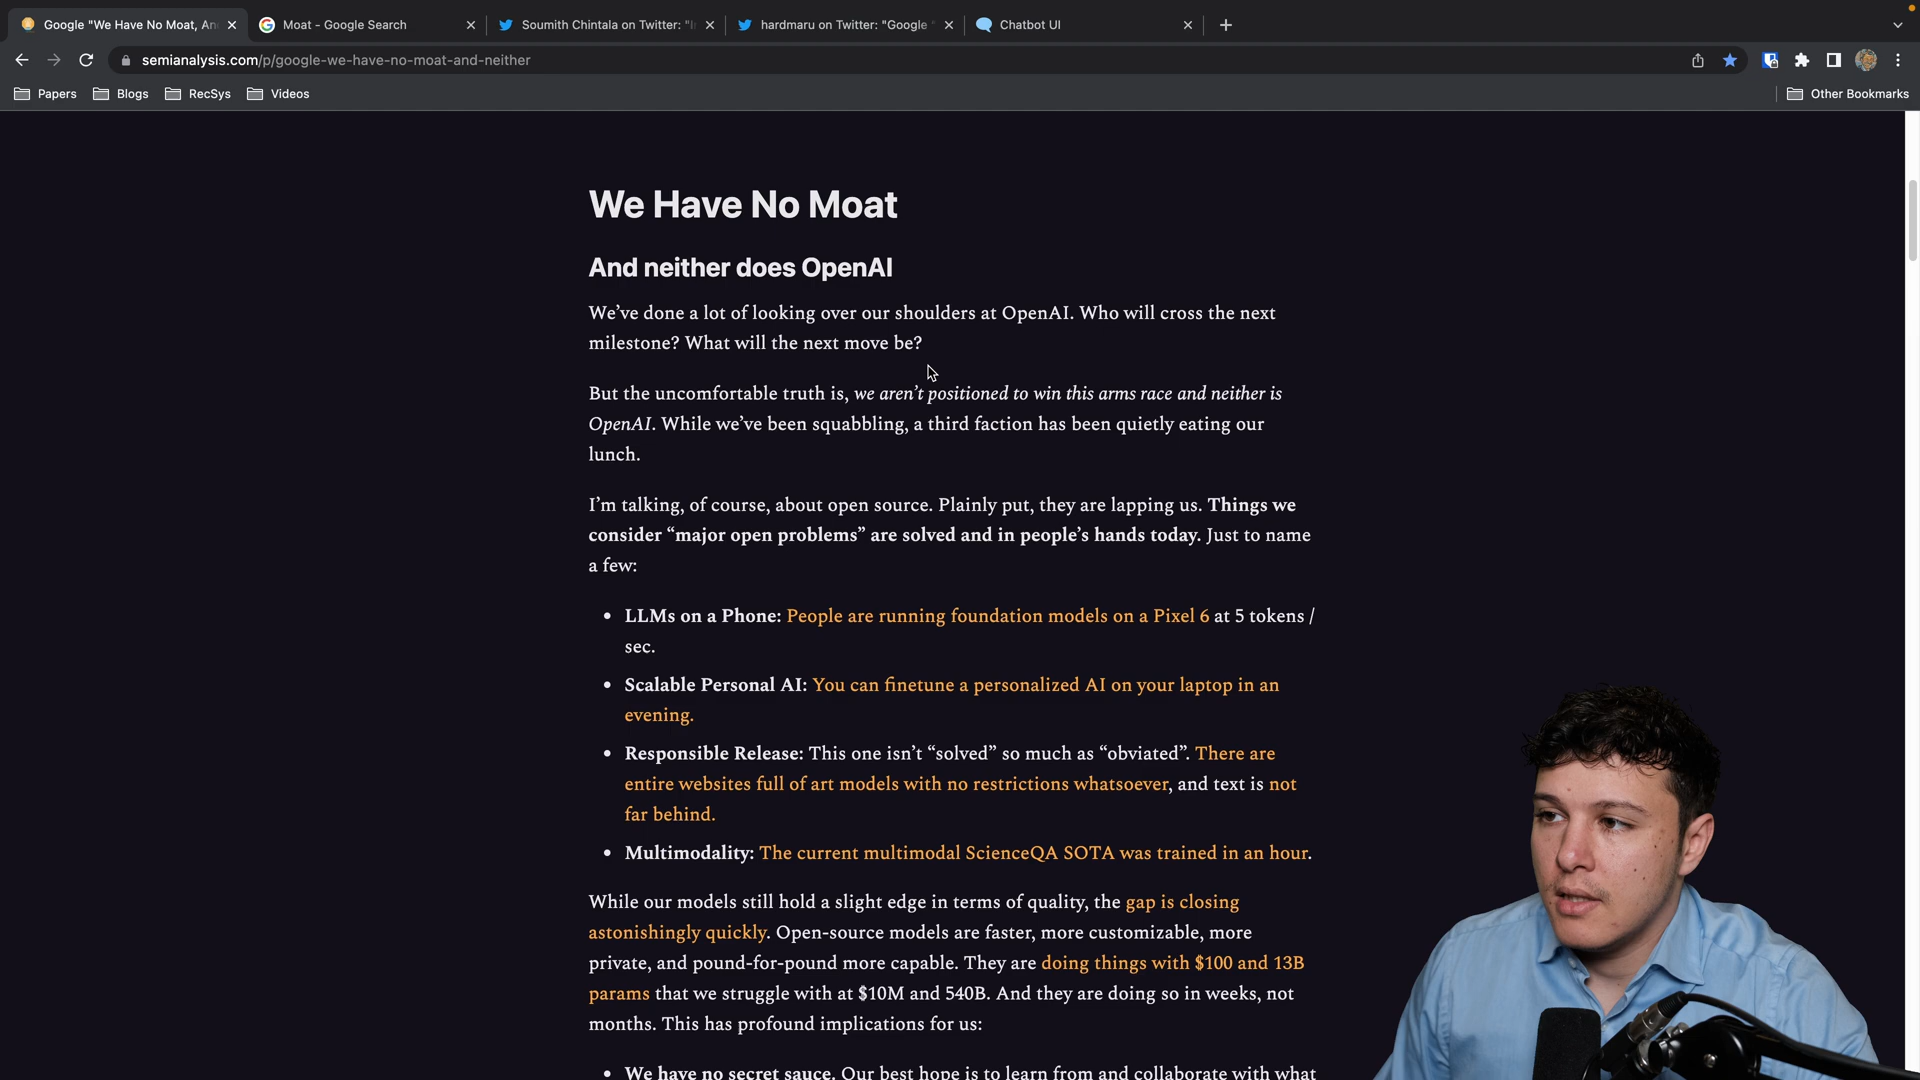 Google "We Have No Moat, An
Moat - Google Search
Soumith Chintala on Twitter: "I
hardmaru on Twitter: "Google "
Chatbot UI
semianalysis.com/p/google-we-have-no-moat-and-neither
Papers
Blogs
RecSys
Videos
Other Bookmarks
We Have No Moat
And neither does OpenAI
We’ve done a lot of looking over our shoulders at OpenAI. Who will cross the next
milestone? What will the next move be?
But the uncomfortable truth is, we aren’t positioned to win this arms race and neither is
OpenAI. While we’ve been squabbling, a third faction has been quietly eating our
lunch.
I’m talking, of course, about open source. Plainly put, they are lapping us. Things we
consider “major open problems” are solved and in people’s hands today. Just to name
a few:
• LLMs on a Phone: People are running foundation models on a Pixel 6 at 5 tokens /
sec.
• Scalable Personal AI: You can finetune a personalized AI on your laptop in an
evening.
• Responsible Release: This one isn’t “solved” so much as “obviated”. There are
entire websites full of art models with no restrictions whatsoever, and text is not
far behind.
• Multimodality: The current multimodal ScienceQA SOTA was trained in an hour.
While our models still hold a slight edge in terms of quality, the gap is closing
astonishingly quickly. Open-source models are faster, more customizable, more
private, and pound-for-pound more capable. They are doing things with $100 and 13B
params that we struggle with at $10M and 540B. And they are doing so in weeks, not
months. This has profound implications for us:
• We have no secret sauce. Our best hope is to learn from and collaborate with what